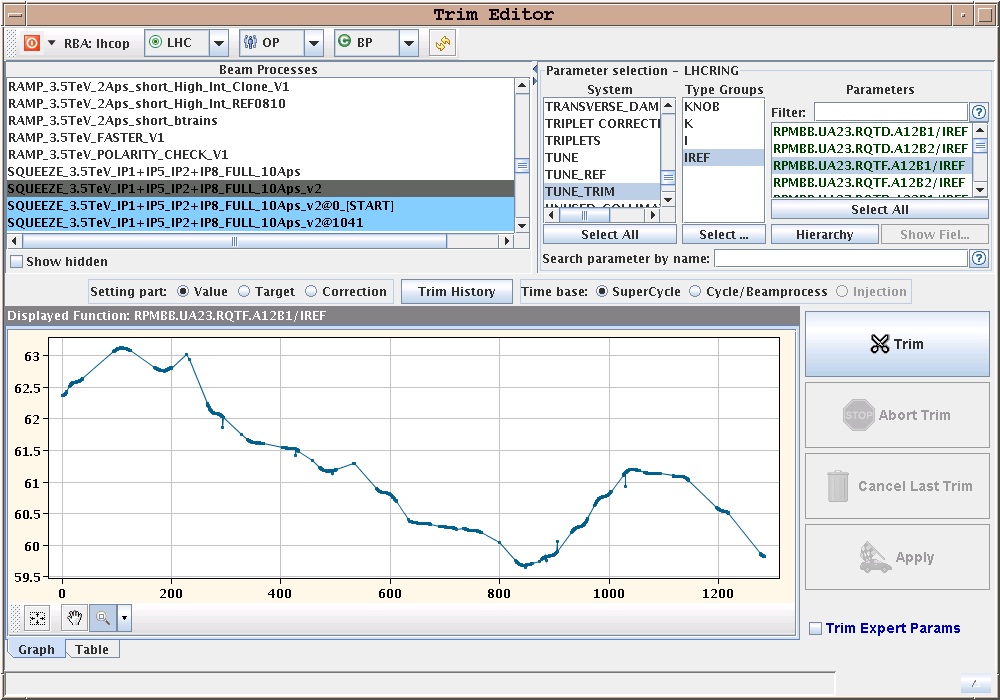 Trim Editor
RBA: lhcop LHC OP BP
Beam Processes
RAMP_3.5TeV_2Aps_short_High_Int_Clone_V1
RAMP_3.5TeV_2Aps_short_High_Int_REF0810
RAMP_3.5TeV_2Aps_short_btrains
RAMP_3.5TeV_FASTER_V1
RAMP_3.5TeV_POLARITY_CHECK_V1
SQUEEZE_3.5TeV_IP1+IP5_IP2+IP8_FULL_10Aps
SQUEEZE_3.5TeV_IP1+IP5_IP2+IP8_FULL_10Aps_v2
SQUEEZE_3.5TeV_IP1+IP5_IP2+IP8_FULL_10Aps_v2@0_[START]
SQUEEZE_3.5TeV_IP1+IP5_IP2+IP8_FULL_10Aps_v2@1041
Show hidden
Parameter selection - LHCRING
System
TRANSVERSE_DAM
TRIPLET CORRECTI
TRIPLETS
TUNE
TUNE_REF
TUNE_TRIM
Select All
Type Groups
KNOB
K
I
IREF
Select ...
Parameters
Filter: ?
RPMBB.UA23.RQTD.A12B1/IREF
RPMBB.UA23.RQTD.A12B2/IREF
RPMBB.UA23.RQTF.A12B1/IREF
RPMBB.UA23.RQTF.A12B2/IREF
Select All
Hierarchy Show Fiel...
Search parameter by name: ?
Setting part: Value Target Correction Trim History Time base: SuperCycle Cycle/Beamprocess Injection
Displayed Function: RPMBB.UA23.RQTF.A12B1/IREF
63
62.5
62
61.5
61
60.5
60
59.5
0 200 400 600 800 1000 1200
Trim
STOP Abort Trim
Cancel Last Trim
Apply
Trim Expert Params
Graph Table